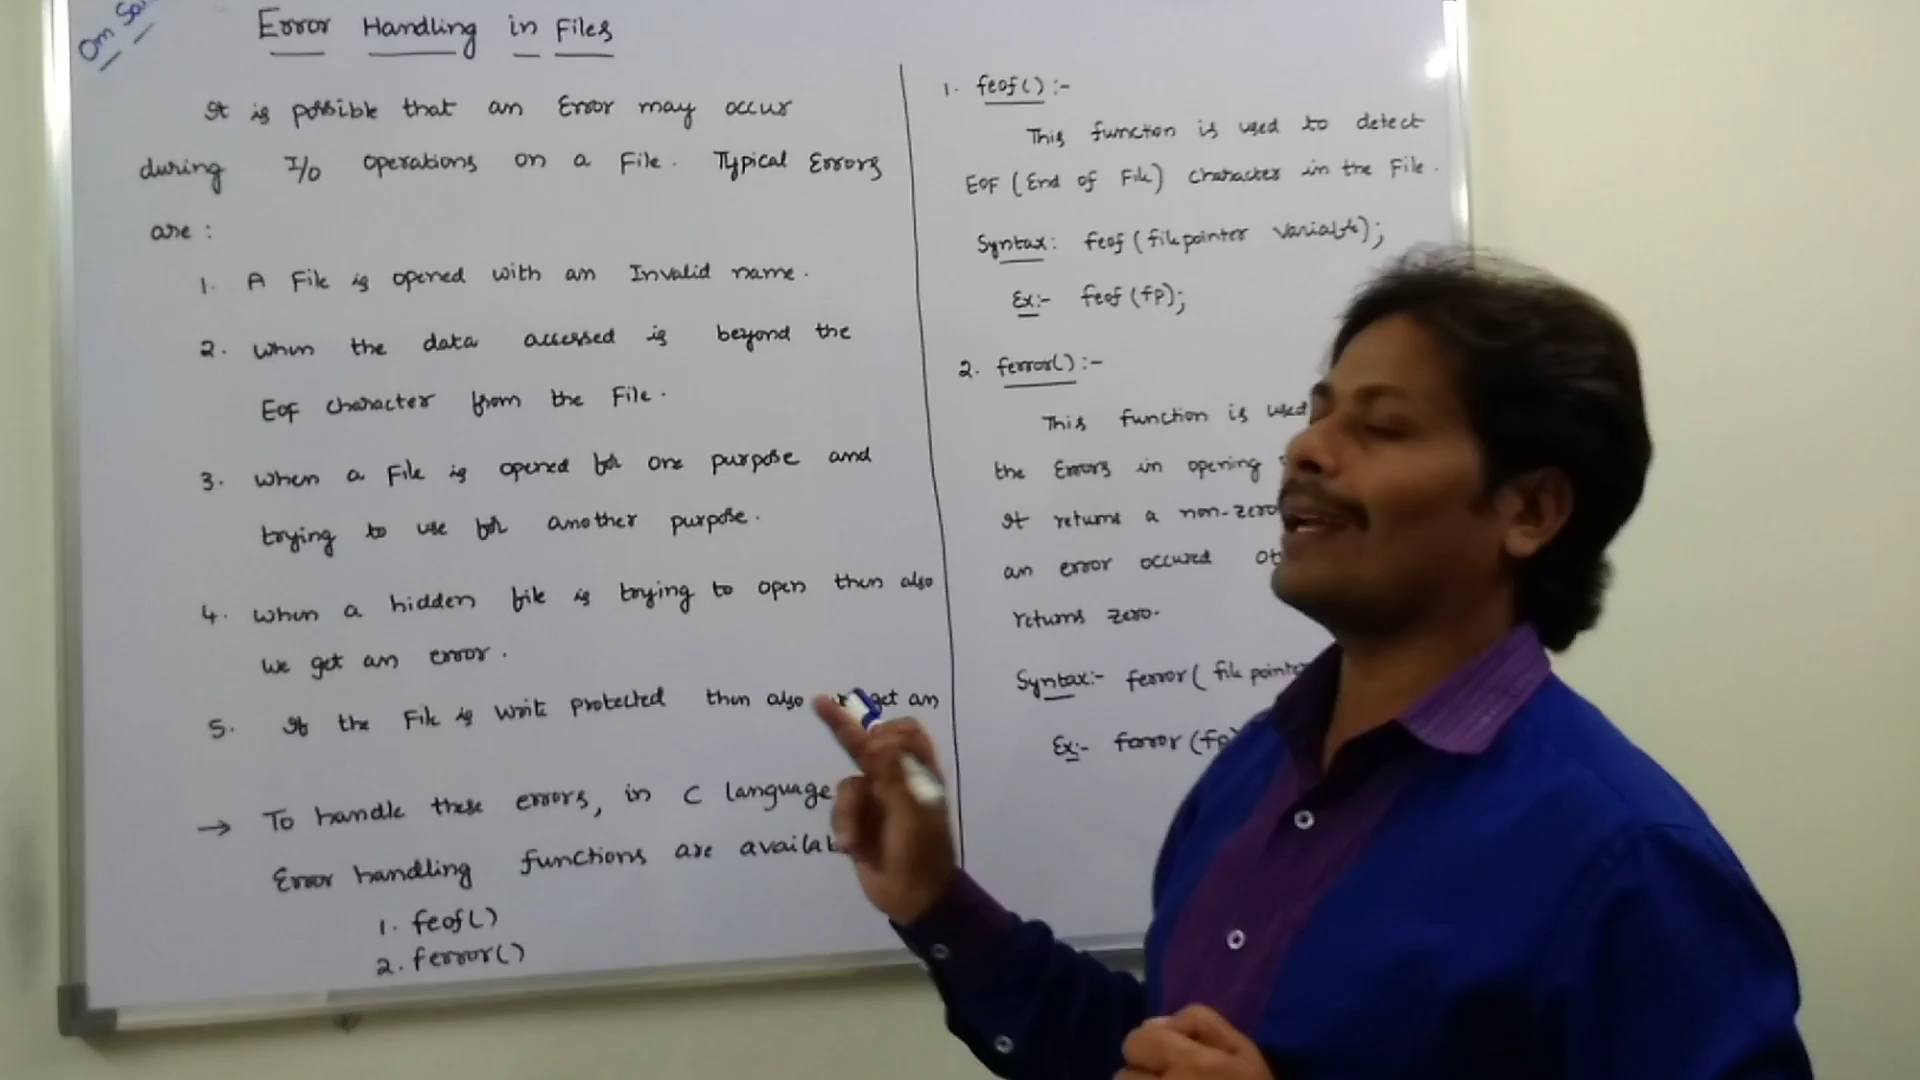 Om Sai
Error Handling in Files
It is possible that an Error may occur
during I/o operations on a File. Typical Errors
are :
1. A File is opened with an Invalid name.
2. when the data accessed is beyond the
EOF character from the File.
3. when a File is opened for one purpose and
trying to use for another purpose.
4. when a hidden file is trying to open then also
we get an error.
5. If the File is write protected then also we get an
→ To handle these errors, in C language
Error handling functions are
1. feof()
2. ferror()
1. feof() :-
This function is used to detect
EOF (End of File) character in the File.
Syntax: feof (filepointer variable);
Ex:- feof (fp);
2. ferror() :-
This function is used
the Errors in opening
It returns a non-zero
an error occured
returns zero.
Syntax:- ferror( file pointer
Ex:- ferror (fp)